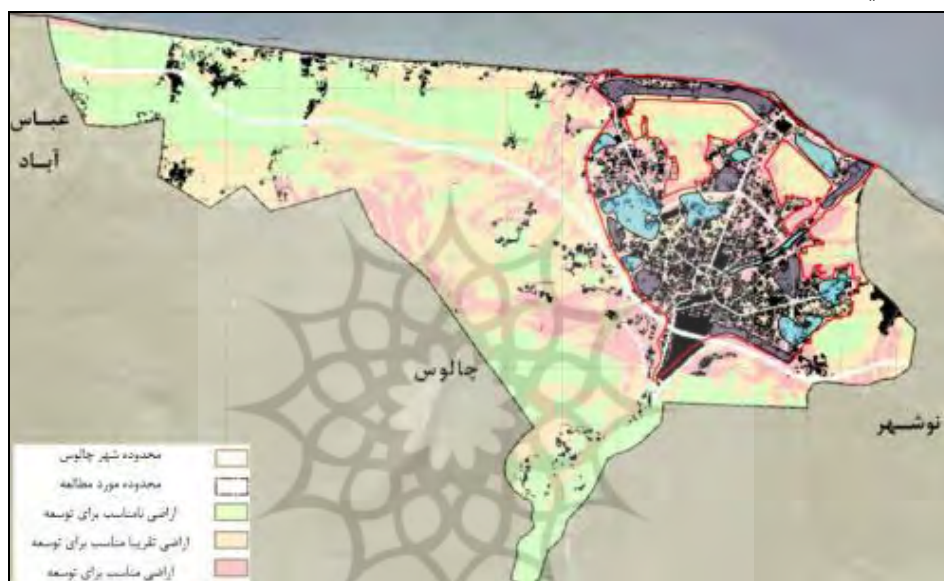 عباس
آباد
چالوس
نوشهر
محدوده شهر چالوس
محدوده مورد مطالعه
اراضی نامناسب برای توسعه
اراضی تقریبا مناسب برای توسعه
اراضی مناسب برای توسعه